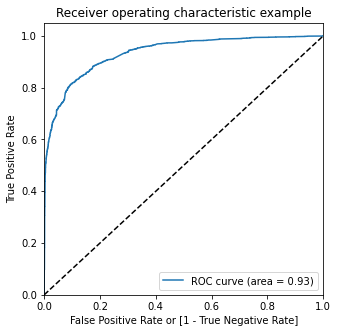 Receiver operating characteristic example
True Positive Rate
1.0
0.8
0.6
0.4
0.2
0.0
ROC curve (area = 0.93)
0.0 0.2 0.4 0.6 0.8 1.0
False Positive Rate or [1 - True Negative Rate]